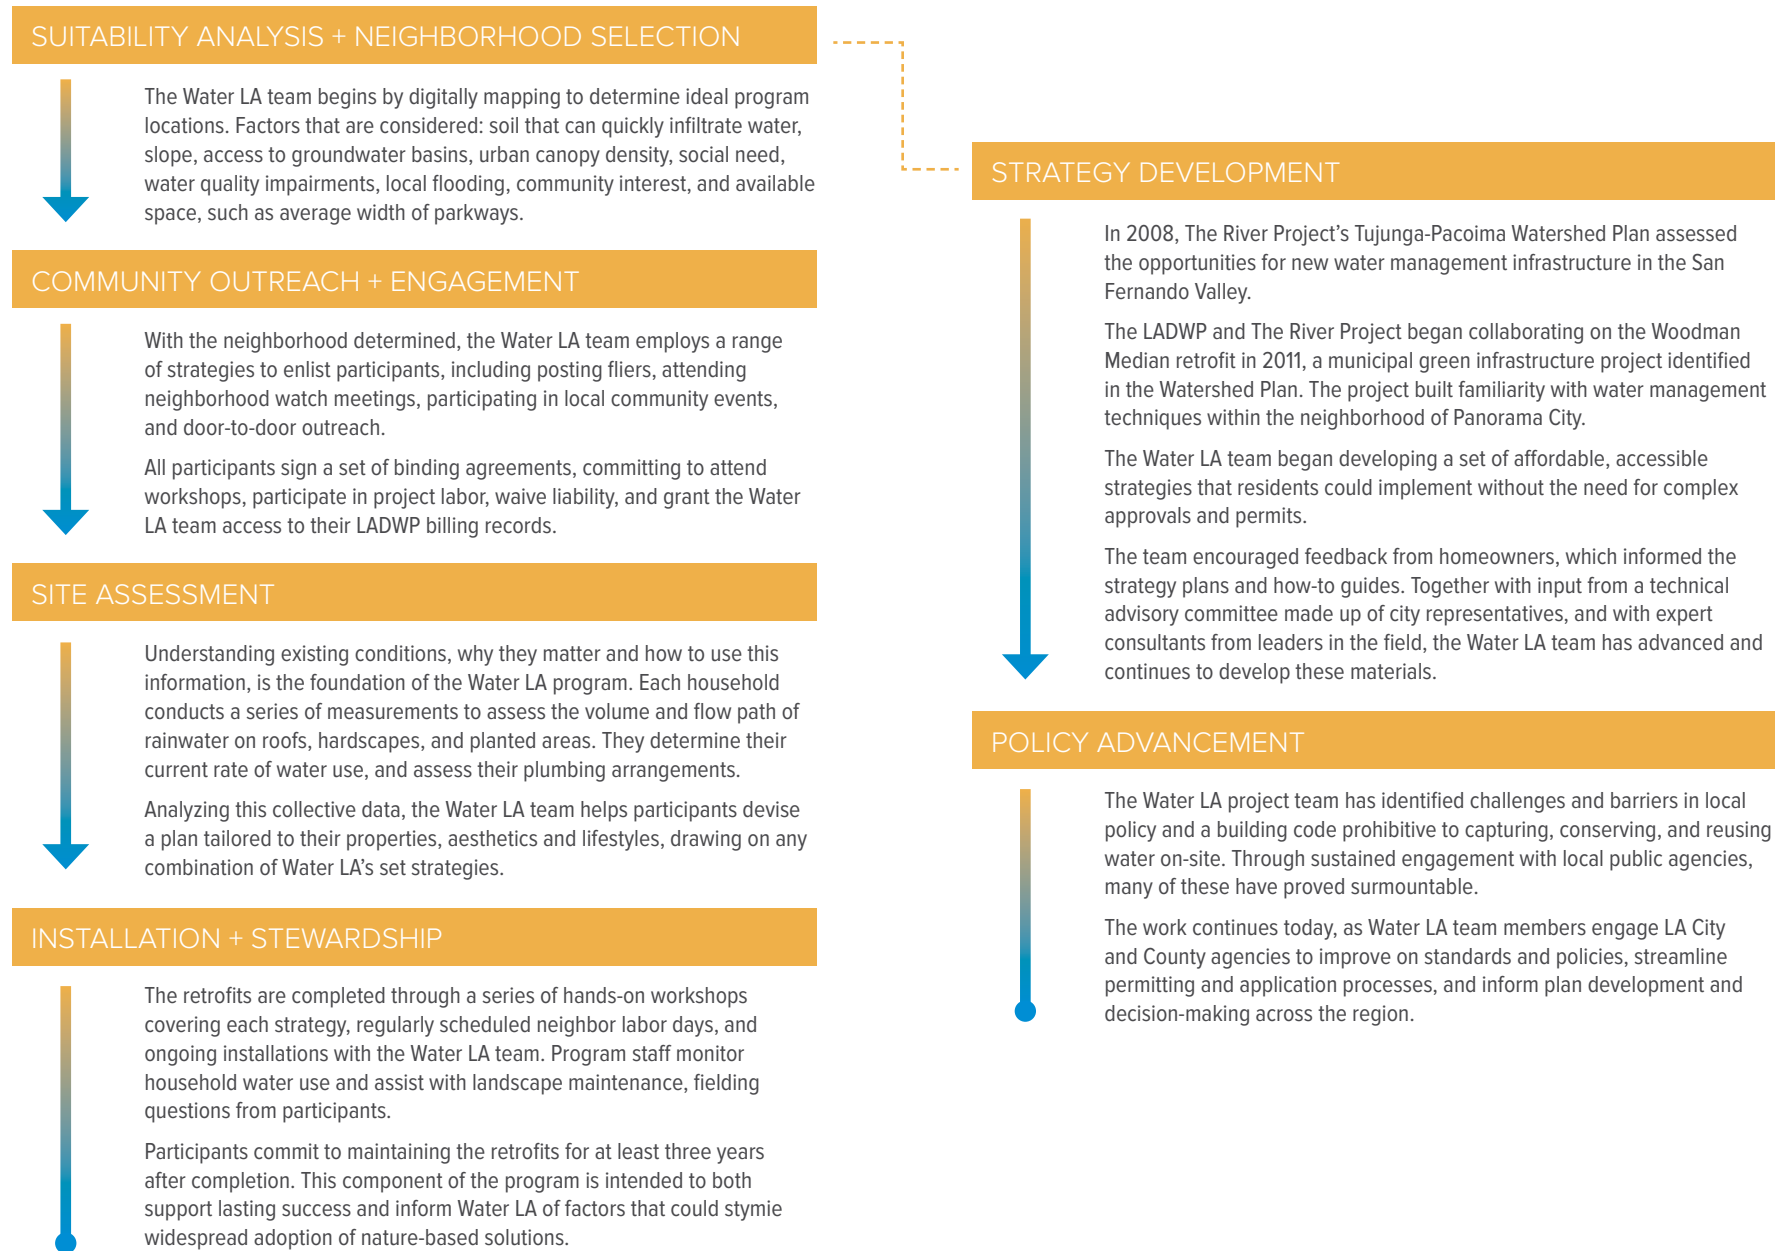 SUITABILITY ANALYSIS + NEIGHBORHOOD SELECTION
The Water LA team begins by digitally mapping to determine ideal program
locations. Factors that are considered: soil that can quickly infiltrate water,
slope, access to groundwater basins, urban canopy density, social need,
water quality impairments, local flooding, community interest, and available
space, such as average width of parkways.
COMMUNITY OUTREACH + ENGAGEMENT
With the neighborhood determined, the Water LA team employs a range
of strategies to enlist participants, including posting fliers, attending
neighborhood watch meetings, participating in local community events,
and door-to-door outreach.
All participants sign a set of binding agreements, committing to attend
workshops, participate in project labor, waive liability, and grant the Water
LA team access to their LADWP billing records.
SITE ASSESSMENT
Understanding existing conditions, why they matter and how to use this
information, is the foundation of the Water LA program. Each household
conducts a series of measurements to assess the volume and flow path of
rainwater on roofs, hardscapes, and planted areas. They determine their
current rate of water use, and assess their plumbing arrangements.
Analyzing this collective data, the Water LA team helps participants devise
a plan tailored to their properties, aesthetics and lifestyles, drawing on any
combination of Water LA's set strategies.
INSTALLATION + STEWARDSHIP
The retrofits are completed through a series of hands-on workshops
covering each strategy, regularly scheduled neighbor labor days, and
ongoing installations with the Water LA team. Program staff monitor
household water use and assist with landscape maintenance, fielding
questions from participants.
Participants commit to maintaining the retrofits for at least three years
after completion. This component of the program is intended to both
support lasting success and inform Water LA of factors that could stymie
widespread adoption of nature-based solutions.
STRATEGY DEVELOPMENT
In 2008, The River Project's Tujunga-Pacoima Watershed Plan assessed
the opportunities for new water management infrastructure in the San
Fernando Valley.
The LADWP and The River Project began collaborating on the Woodman
Median retrofit in 2011, a municipal green infrastructure project identified
in the Watershed Plan. The project built familiarity with water management
techniques within the neighborhood of Panorama City.
The Water LA team began developing a set of affordable, accessible
strategies that residents could implement without the need for complex
approvals and permits.
The team encouraged feedback from homeowners, which informed the
strategy plans and how-to guides. Together with input from a technical
advisory committee made up of city representatives, and with expert
consultants from leaders in the field, the Water LA team has advanced and
continues to develop these materials.
POLICY ADVANCEMENT
The Water LA project team has identified challenges and barriers in local
policy and a building code prohibitive to capturing, conserving, and reusing
water on-site. Through sustained engagement with local public agencies,
many of these have proved surmountable.
The work continues today, as Water LA team members engage LA City
and County agencies to improve on standards and policies, streamline
permitting and application processes, and inform plan development and
decision-making across the region.